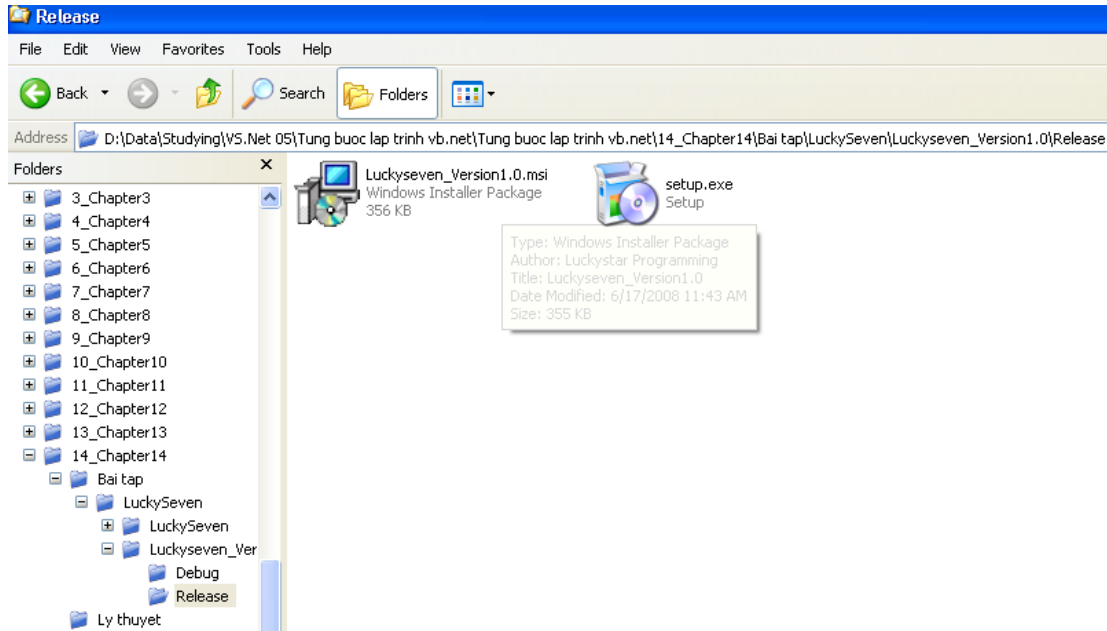 Release
File Edit View Favorites Tools Help
Back Search Folders
Address D:\Data\Studying\VS.Net 05\Tung buoc lap trinh vb.net\Tung buoc lap trinh vb.net\14_Chapter14\Bai tap\LuckySeven\Luckyseven_Version1.0\Release
Folders
3_Chapter3
4_Chapter4
5_Chapter5
6_Chapter6
7_Chapter7
8_Chapter8
9_Chapter9
10_Chapter10
11_Chapter11
12_Chapter12
13_Chapter13
14_Chapter14
Bai tap
LuckySeven
LuckySeven
Luckyseven_Ver
Debug
Release
Ly thuyet
Luckyseven_Version1.0.msi
Windows Installer Package
356 KB
setup.exe
Setup
Type: Windows Installer Package
Author: Luckystar Programming
Title: Luckyseven_Version1.0
Date Modified: 6/17/2008 11:43 AM
Size: 355 KB